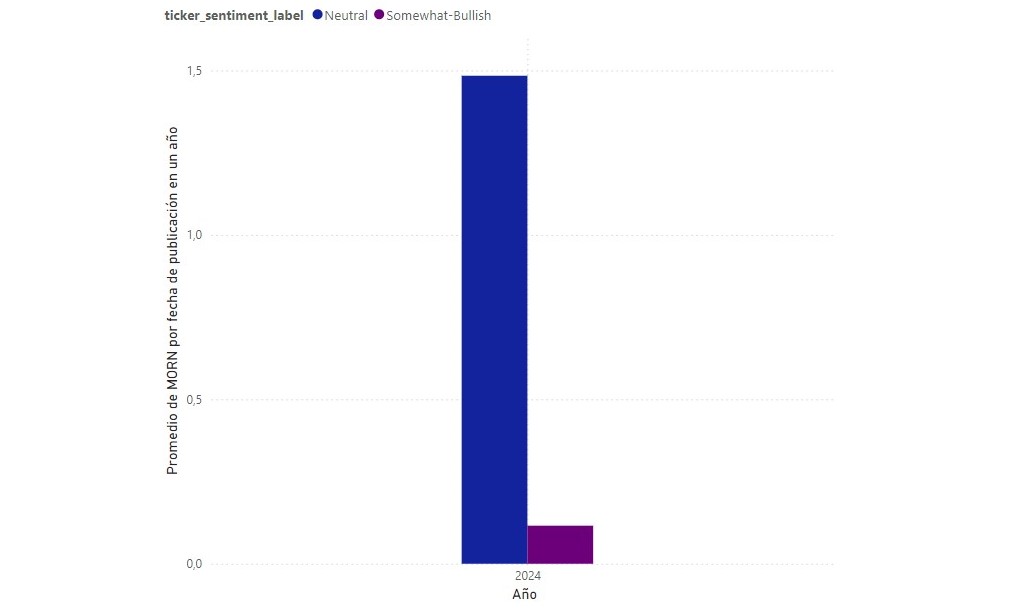 ticker_sentiment_label Neutral Somewhat-Bullish
Promedio de MORN por fecha de publicación en un año
1,5
1,0
0,5
0,0
2024
Año